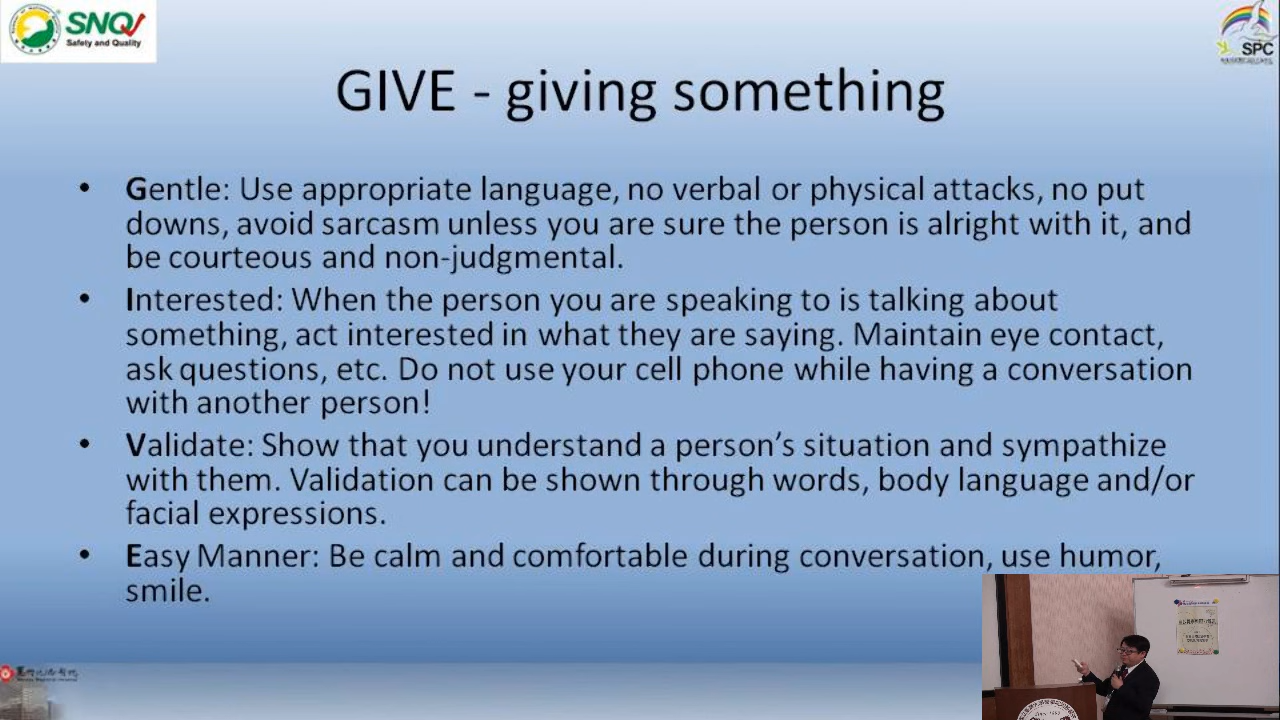 SNQ
Safety and Quality
SPC
GIVE - giving something
• Gentle: Use appropriate language, no verbal or physical attacks, no put
downs, avoid sarcasm unless you are sure the person is alright with it, and
be courteous and non-judgmental.
• Interested: When the person you are speaking to is talking about
something, act interested in what they are saying. Maintain eye contact,
ask questions, etc. Do not use your cell phone while having a conversation
with another person!
• Validate: Show that you understand a person’s situation and sympathize
with them. Validation can be shown through words, body language and/or
facial expressions.
• Easy Manner: Be calm and comfortable during conversation, use humor,
smile.